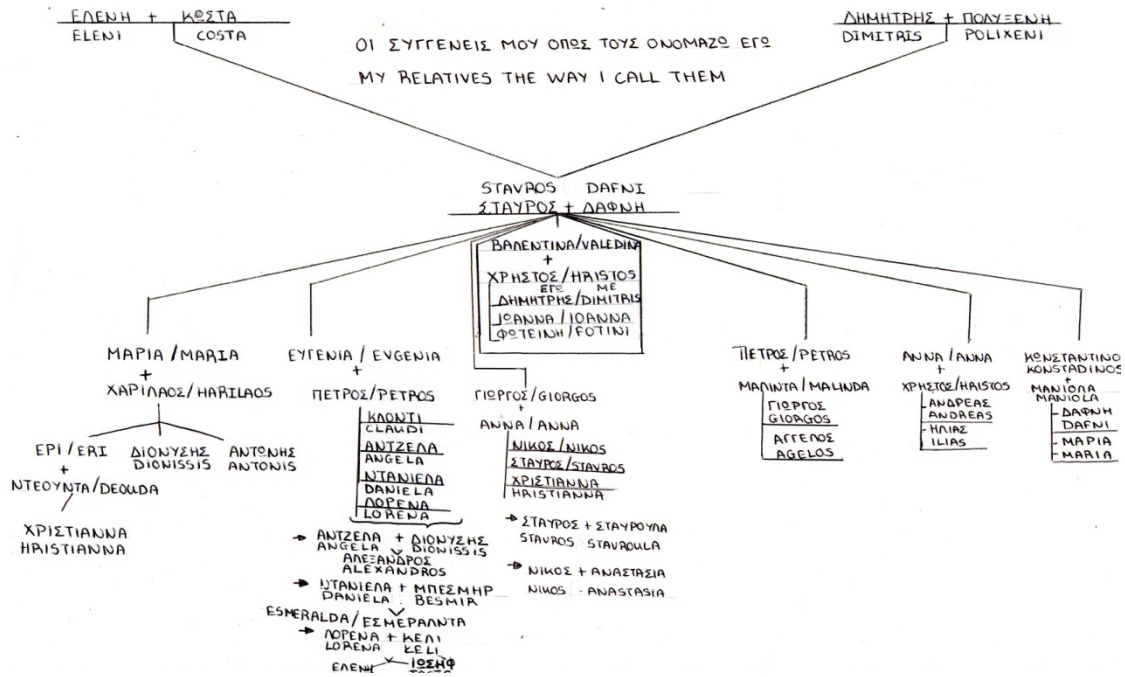 ΕΛΕΝΗ + ΚΩΣΤΑ
ELENI COSTA
ΔΗΜΗΤΡΗΣ + ΠΟΛΥΞΕΝΗ
DIMITRIS POLIXENI
ΟΙ ΣΥΓΓΕΝΕΙΣ ΜΟΥ ΟΠΩΣ ΤΟΥΣ ΟΝΟΜΑΖΩ ΕΓΩ
MY RELATIVES THE WAY I CALL THEM
STAVROS DAFNI
ΣΤΑΥΡΟΣ + ΔΑΦΝΗ
ΒΑΛΕΝΤΙΝΑ/VALEDINA
+
ΧΡΗΣΤΟΣ/HRISTOS
ΕΓΩ ME
ΔΗΜΗΤΡΗΣ/DIMITRIS
ΙΩΑΝΝΑ/IOANNA
ΦΩΤΕΙΝΗ/FOTINI
ΜΑΡΙΑ/MARIA
+
ΧΑΡΙΛΑΟΣ/HARILAOS
ΕΡΙ/ERI
+
ΝΤΕΟΥΝΤΑ/DEOUDA
ΧΡΙΣΤΙΑΝΝΑ
HRISTIANNA
ΔΙΟΝΥΣΗΣ
DIONISSIS
ΑΝΤΩΝΗΣ
ANTONIS
ΕΥΓΕΝΙΑ/EVGENIA
+
ΠΕΤΡΟΣ/PETROS
ΚΛΟΝΤΙ
CLAUDI
ΑΝΤΖΕΛΑ
ANGELA
ΝΤΑΝΙΕΛΑ
DANIELA
ΛΟΡΕΝΑ
LORENA
→ ΑΝΤΖΕΛΑ + ΔΙΟΝΥΣΗΣ
ANGELA DIONISSIS
ΑΛΕΞΑΝΔΡΟΣ
ALEXANDROS
→ ΝΤΑΝΙΕΛΑ + ΜΠΕΣΜΗΡ
DANIELA BESMIR
ESMERALDA/ΕΣΜΕΡΑΛΝΤΑ
→ ΛΟΡΕΝΑ + ΚΕΛΙ
LORENA KELI
ΕΛΕΝΗ ΙΩΣΗΦ
ΓΙΩΡΓΟΣ/GIORGOS
+
ΑΝΝΑ/ANNA
ΝΙΚΟΣ/NIKOS
ΣΤΑΥΡΟΣ/STAVROS
ΧΡΙΣΤΙΑΝΝΑ
HRISTIANNA
→ ΣΤΑΥΡΟΣ + ΣΤΑΥΡΟΥΛΑ
STAVROS - STAVROULA
→ ΝΙΚΟΣ + ΑΝΑΣΤΑΣΙΑ
NIKOS - ANASTASIA
ΠΕΤΡΟΣ/PETROS
+
ΜΑΛΙΝΤΑ/MALINDA
ΓΙΩΡΓΟΣ
GIORGOS
ΑΓΓΕΛΟΣ
AGELOS
ΑΝΝΑ/ANNA
+
ΧΡΗΣΤΟΣ/HRISTOS
- ΑΝΔΡΕΑΣ
ANDREAS
- ΗΛΙΑΣ
ILIAS
ΚΩΝΣΤΑΝΤΙΝΟ
KONSTADINOS
+
ΜΑΝΙΟΛΑ
MANIOLA
- ΔΑΦΝΗ
DAFNI
- ΜΑΡΙΑ
- MARIA